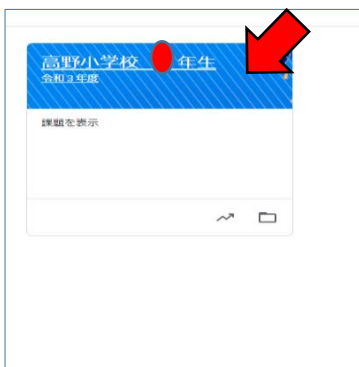 高野小学校 年生
令和3年度
課題を表示